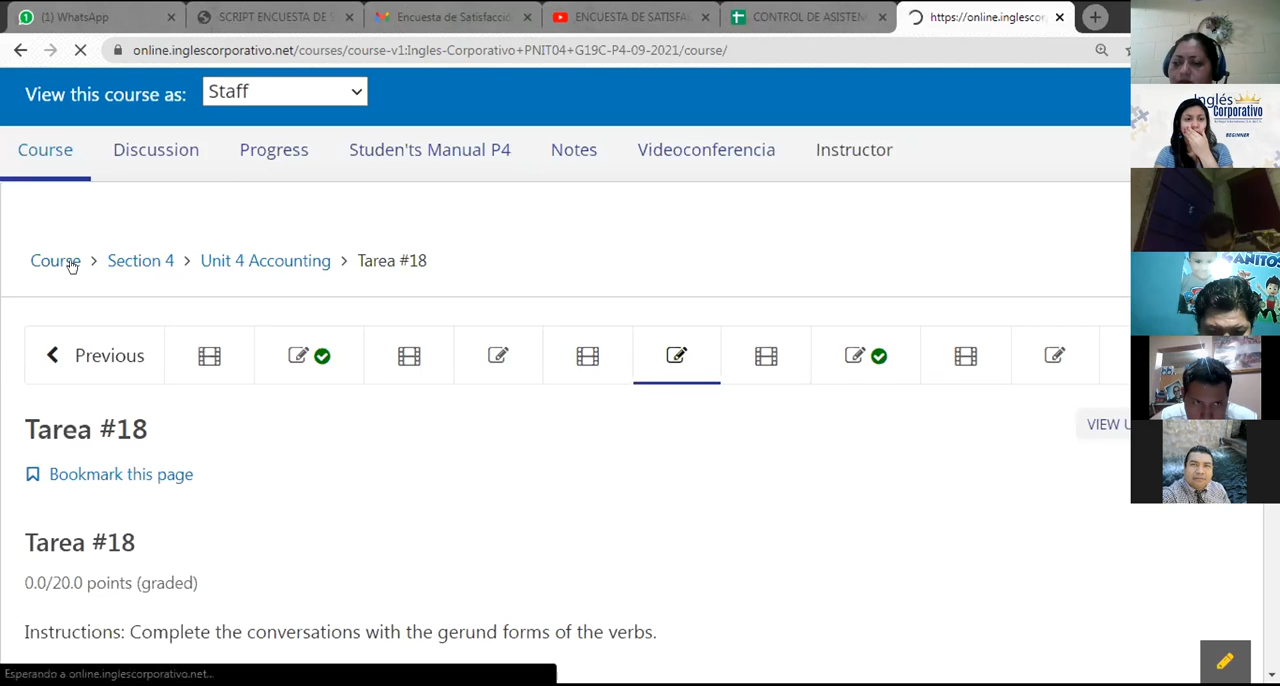 (1) WhatsApp
SCRIPT ENCUESTA DE S
Encuesta de Satisfacció
ENCUESTA DE SATISFA
CONTROL DE ASISTEN
https://online.inglescorpo
online.inglescorporativo.net/courses/course-v1:Ingles-Corporativo+PNIT04+G19C-P4-09-2021/course/
View this course as:
Staff
Course
Discussion
Progress
Studen'ts Manual P4
Notes
Videoconferencia
Instructor
Course > Section 4 > Unit 4 Accounting > Tarea #18
Previous
Tarea #18
VIEW U
Bookmark this page
Tarea #18
0.0/20.0 points (graded)
Instructions: Complete the conversations with the gerund forms of the verbs.
Esperando a online.inglescorporativo.net...
Inglés
Corporativo
BEGINNER